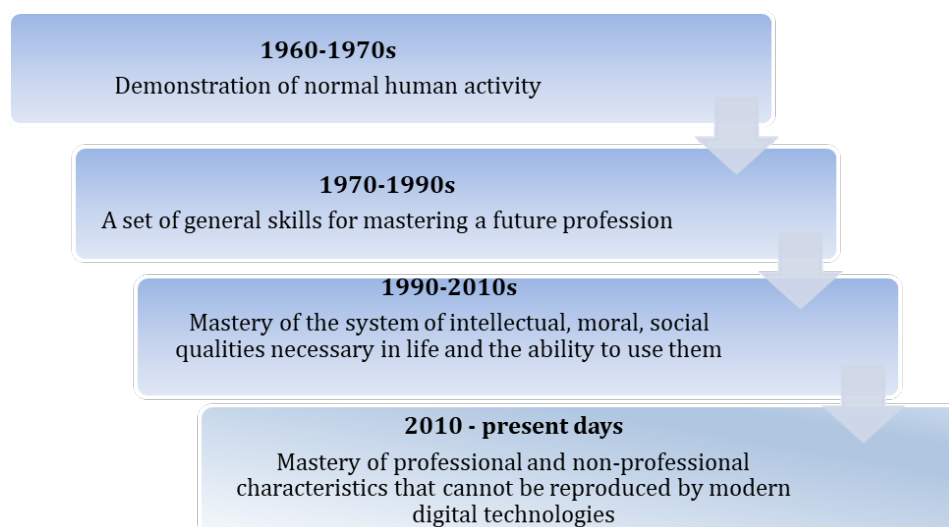 1960-1970s
Demonstration of normal human activity
1970-1990s
A set of general skills for mastering a future profession
1990-2010s
Mastery of the system of intellectual, moral, social
qualities necessary in life and the ability to use them
2010 - present days
Mastery of professional and non-professional
characteristics that cannot be reproduced by modern
digital technologies